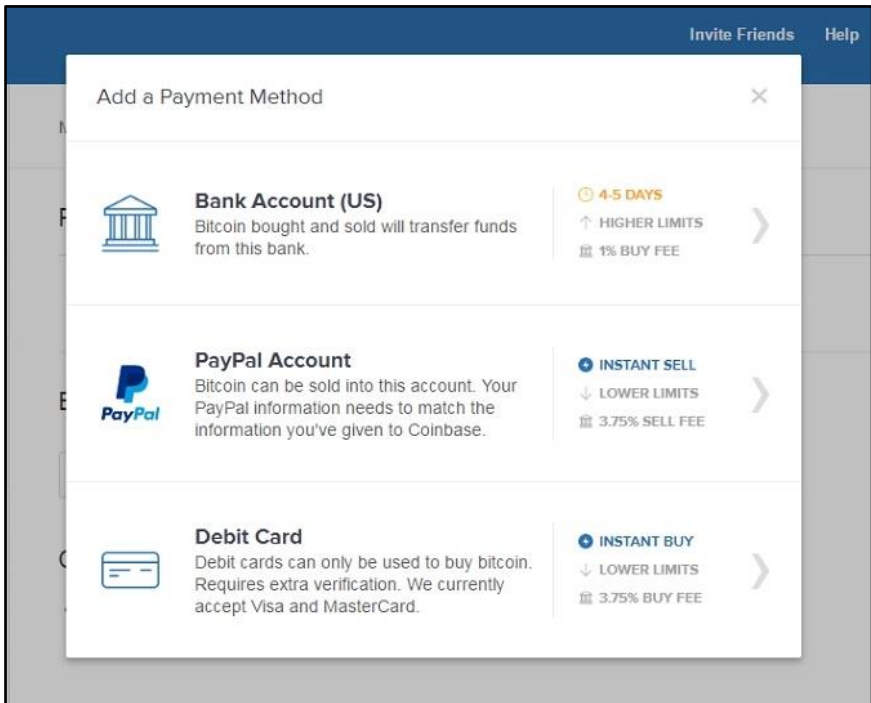 Invite Friends Help
Add a Payment Method
Bank Account (US)
Bitcoin bought and sold will transfer funds
from this bank.
4-5 DAYS
HIGHER LIMITS
1% BUY FEE
PayPal
PayPal Account
Bitcoin can be sold into this account. Your
PayPal information needs to match the
information you've given to Coinbase.
INSTANT SELL
LOWER LIMITS
3.75% SELL FEE
Debit Card
Debit cards can only be used to buy bitcoin.
Requires extra verification. We currently
accept Visa and MasterCard.
INSTANT BUY
LOWER LIMITS
3.75% BUY FEE